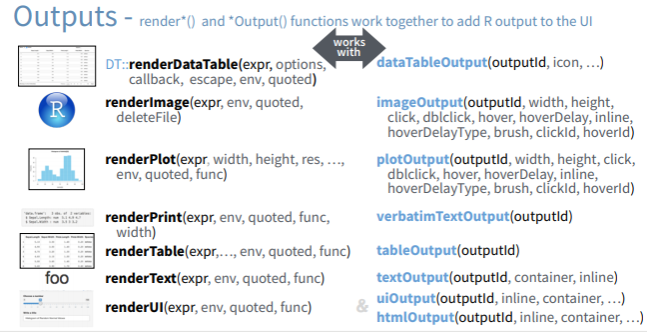 Outputs - render*() and *Output() functions work together to add R output to the UI
works
with
DT::renderDataTable(expr, options,
callback, escape, env, quoted)
dataTableOutput(outputId, icon, …)
renderImage(expr, env, quoted,
deleteFile)
imageOutput(outputId, width, height,
click, dblclick, hover, hoverDelay, inline,
hoverDelayType, brush, clickId, hoverId)
renderPlot(expr, width, height, res, …,
env, quoted, func)
plotOutput(outputId, width, height, click,
dblclick, hover, hoverDelay, inline,
hoverDelayType, brush, clickId, hoverId)
renderPrint(expr, env, quoted, func,
width)
verbatimTextOutput(outputId)
renderTable(expr,…, env, quoted, func)
tableOutput(outputId)
foo
renderText(expr, env, quoted, func)
textOutput(outputId, container, inline)
renderUI(expr, env, quoted, func)
& uiOutput(outputId, inline, container, …)
htmlOutput(outputId, inline, container, …)
R